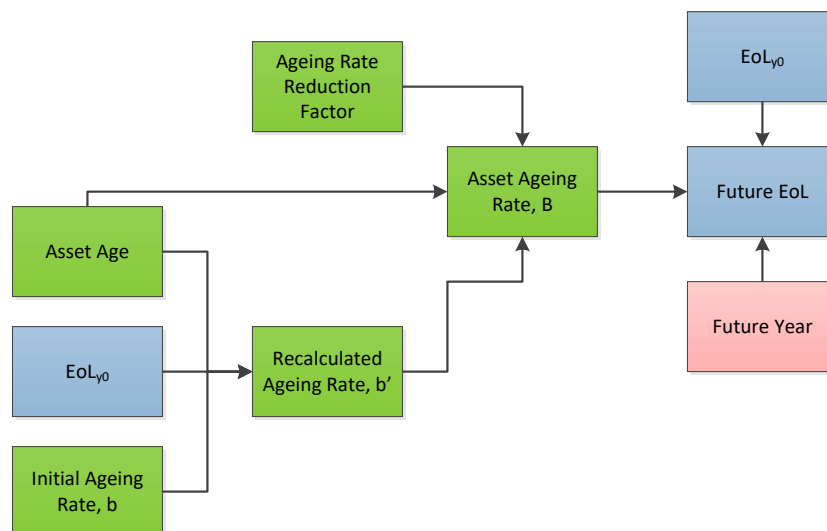 Ageing Rate
Reduction
Factor
EoLy0
Asset Ageing
Rate, B
Future EoL
Asset Age
EoLy0
Recalculated
Ageing Rate, b’
Future Year
Initial Ageing
Rate, b